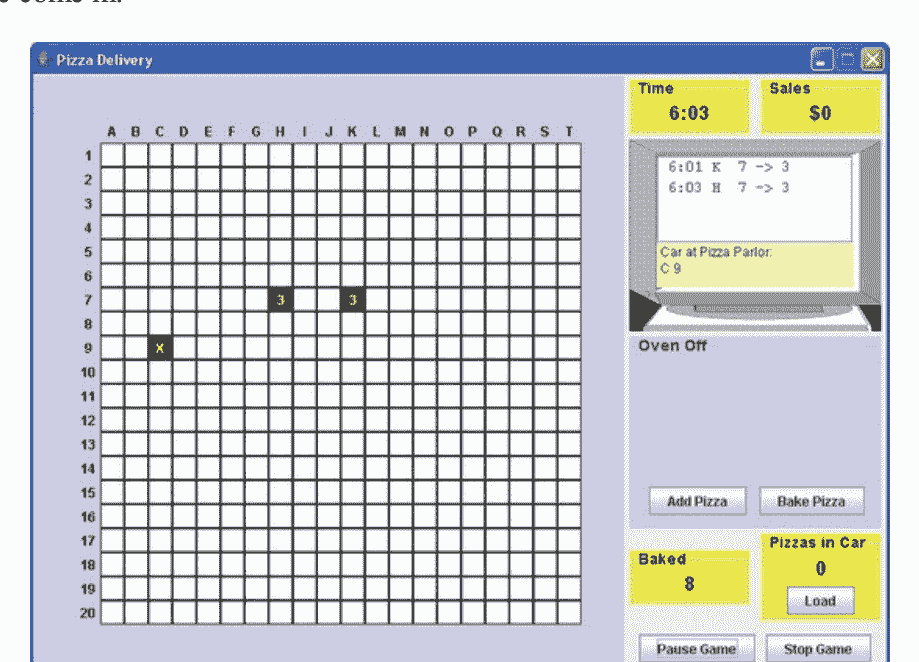 Pizza Delivery
Time
6:03
Sales
$0
A B C D E F G H I J K L M N O P Q R S T
1
2
3
4
5
6
7 3 3
8
9 X
10
11
12
13
14
15
16
17
18
19
20
6:01 K 7 -> 3
6:03 H 7 -> 3
Car at Pizza Parlor:
C 9
Oven Off
Add Pizza
Bake Pizza
Baked
8
Pizzas in Car
0
Load
Pause Game
Stop Game